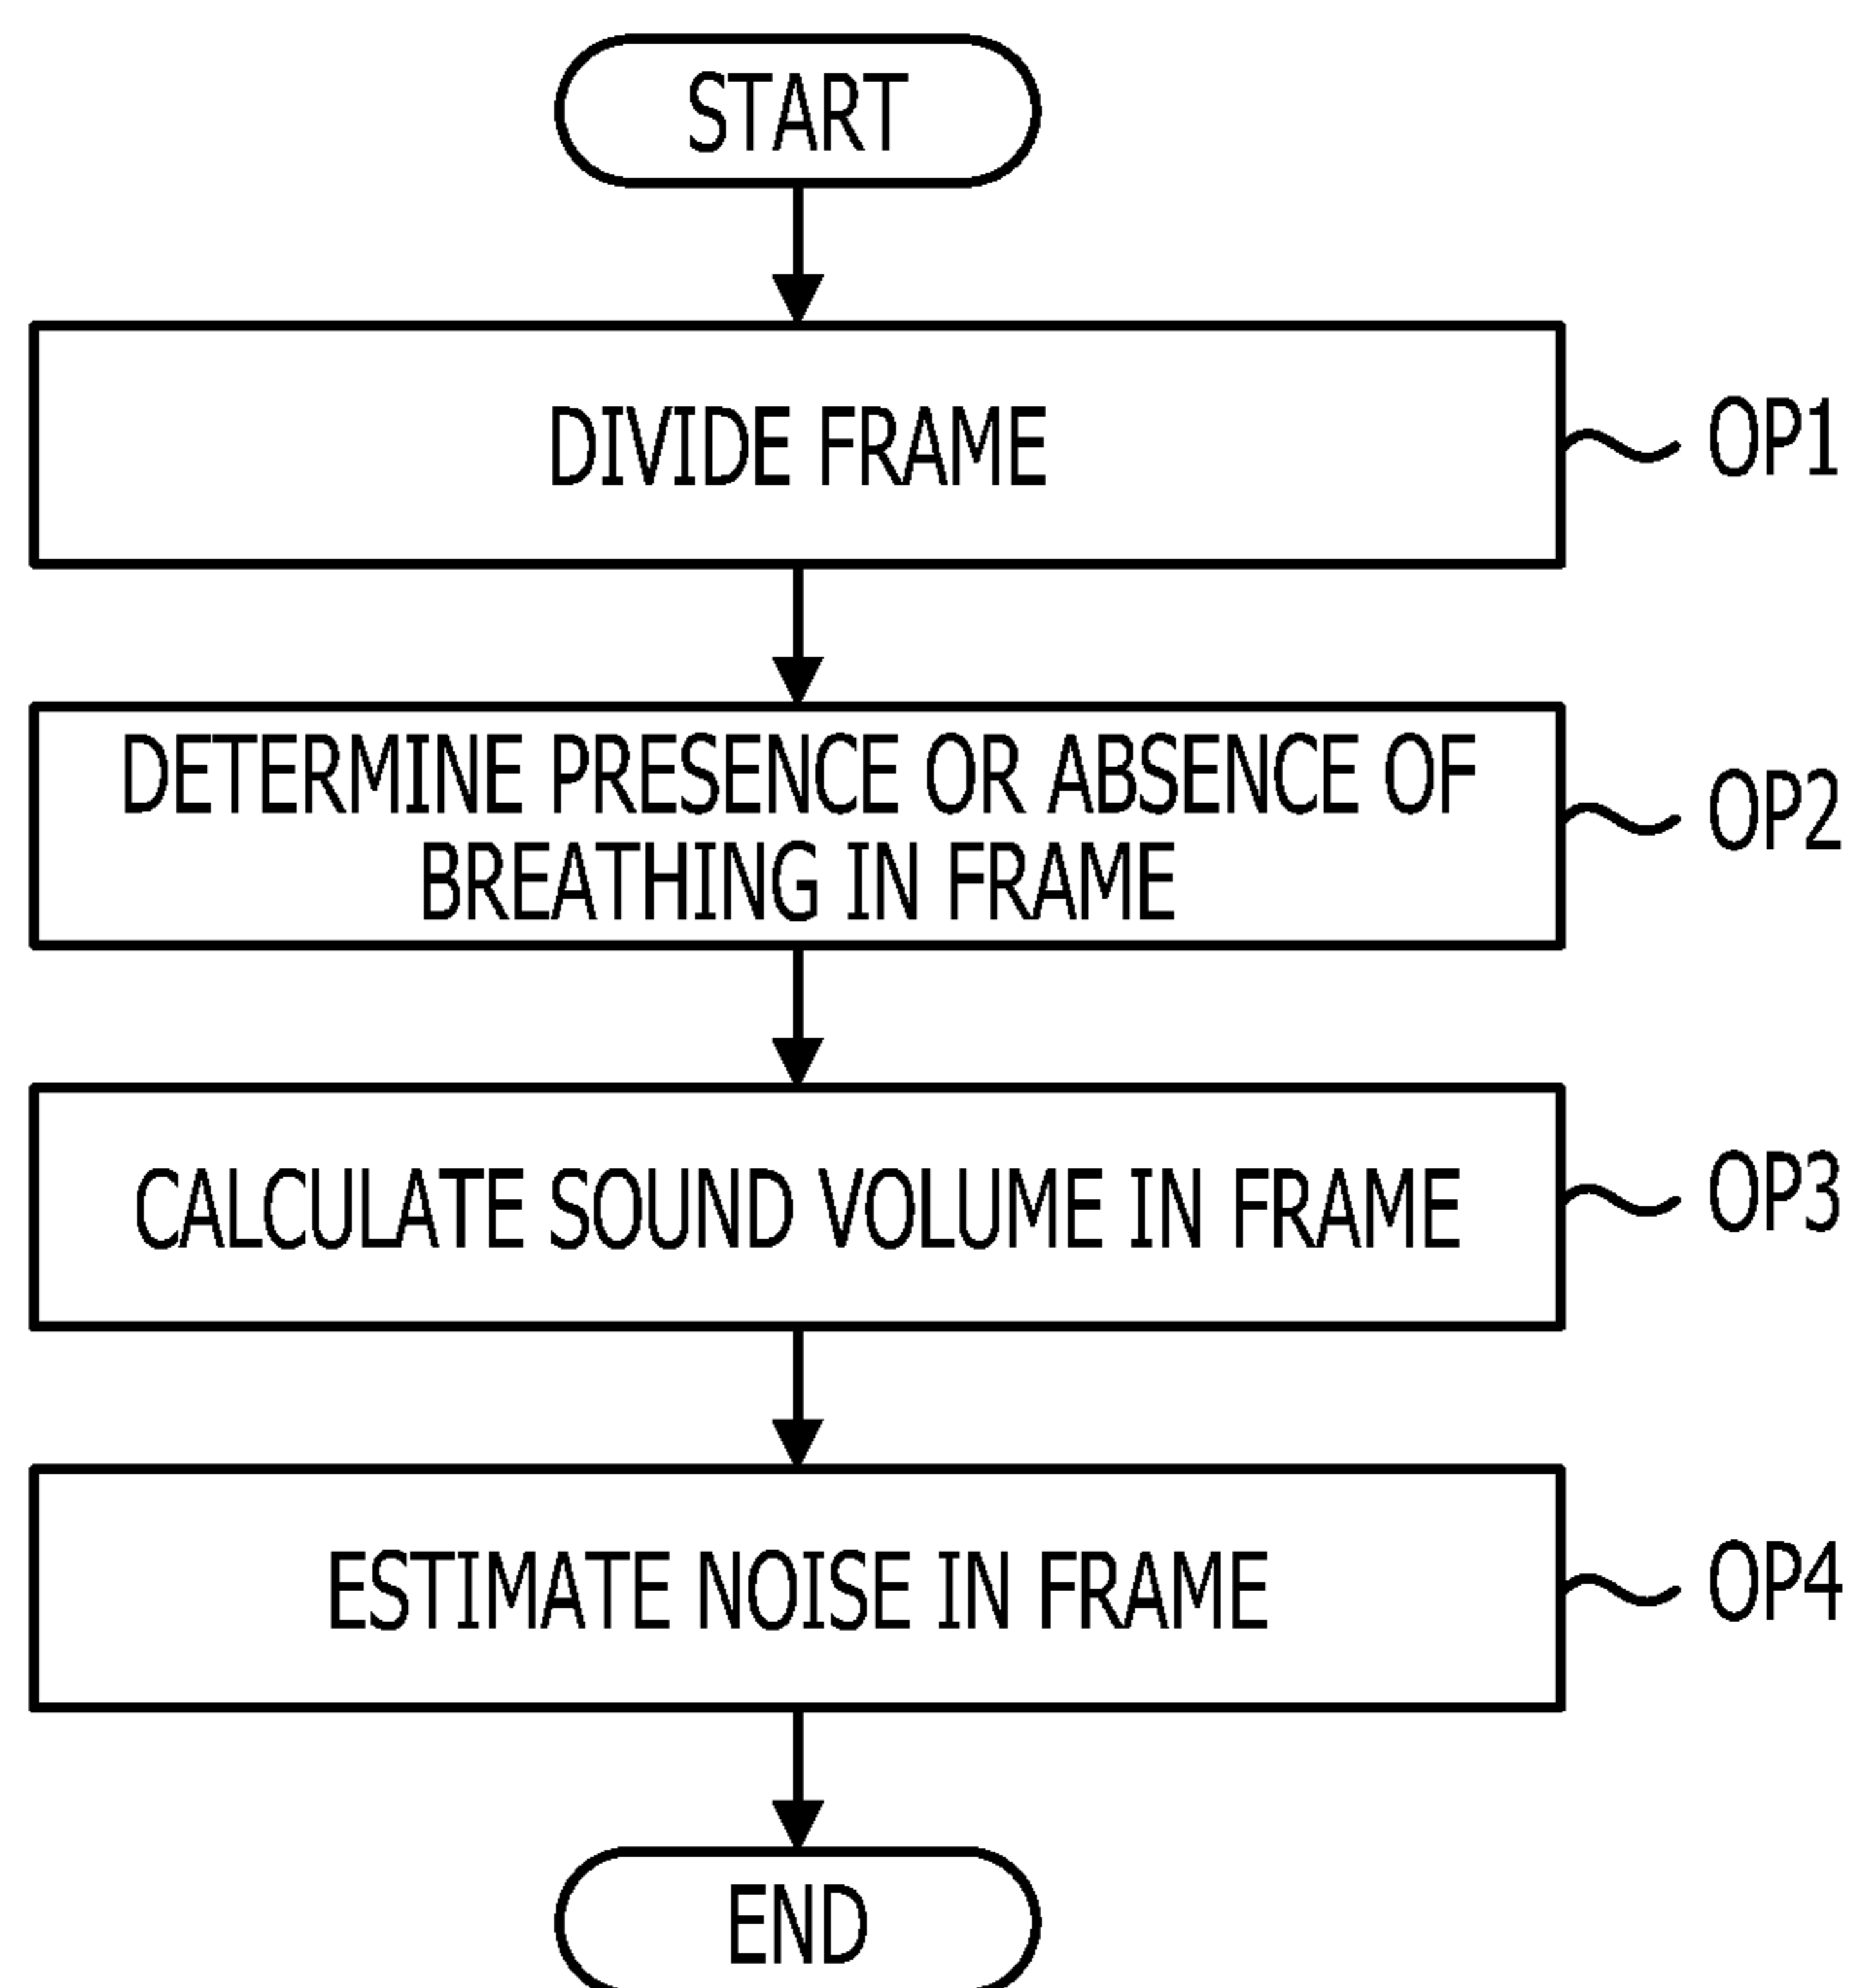 START
DIVIDE FRAME
OP1
DETERMINE PRESENCE OR ABSENCE OF
BREATHING IN FRAME
OP2
CALCULATE SOUND VOLUME IN FRAME
OP3
ESTIMATE NOISE IN FRAME
OP4
END